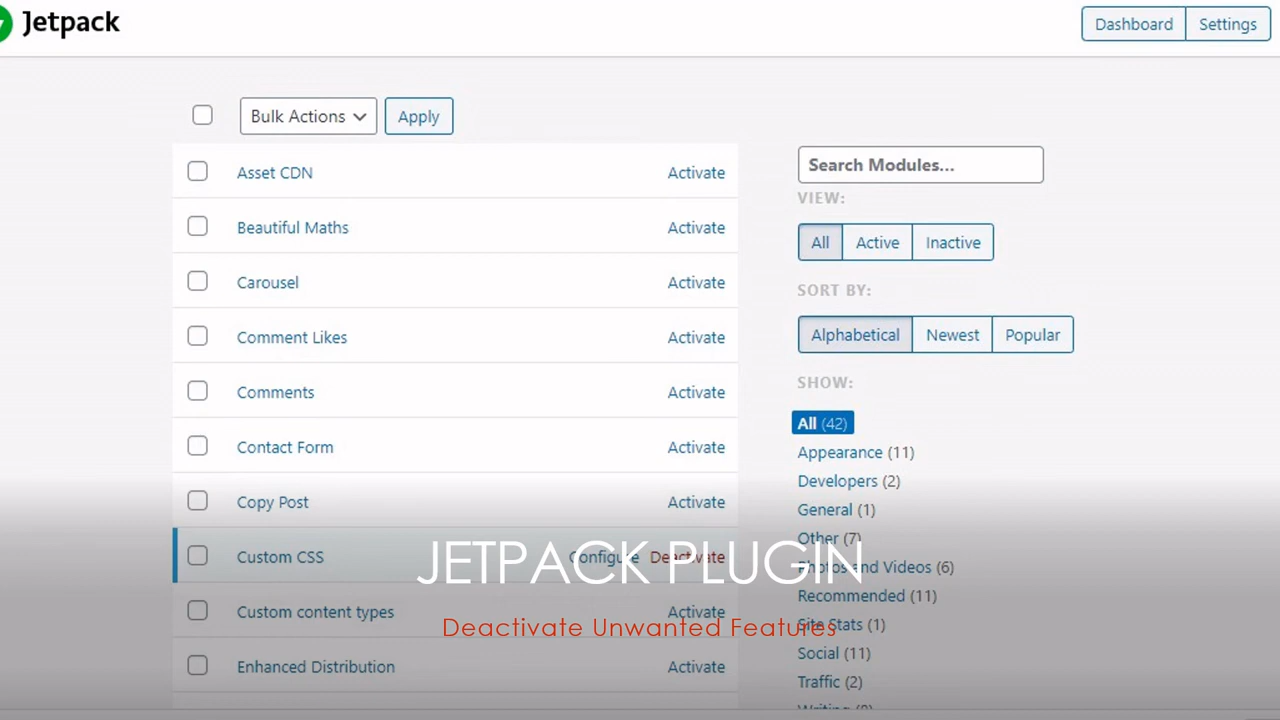 Jetpack
Dashboard Settings
Bulk Actions Apply
Asset CDN Activate
Beautiful Maths Activate
Carousel Activate
Comment Likes Activate
Comments Activate
Contact Form Activate
Copy Post Activate
Custom CSS Configure Deactivate
Custom content types Activate
Enhanced Distribution Activate
Search Modules...
VIEW:
All Active Inactive
SORT BY:
Alphabetical Newest Popular
SHOW:
All (42)
Appearance (11)
Developers (2)
General (1)
Other (7)
Photos and Videos (6)
Recommended (11)
Site Stats (1)
Social (11)
Traffic (2)
JETPACK PLUGIN
Deactivate Unwanted Features